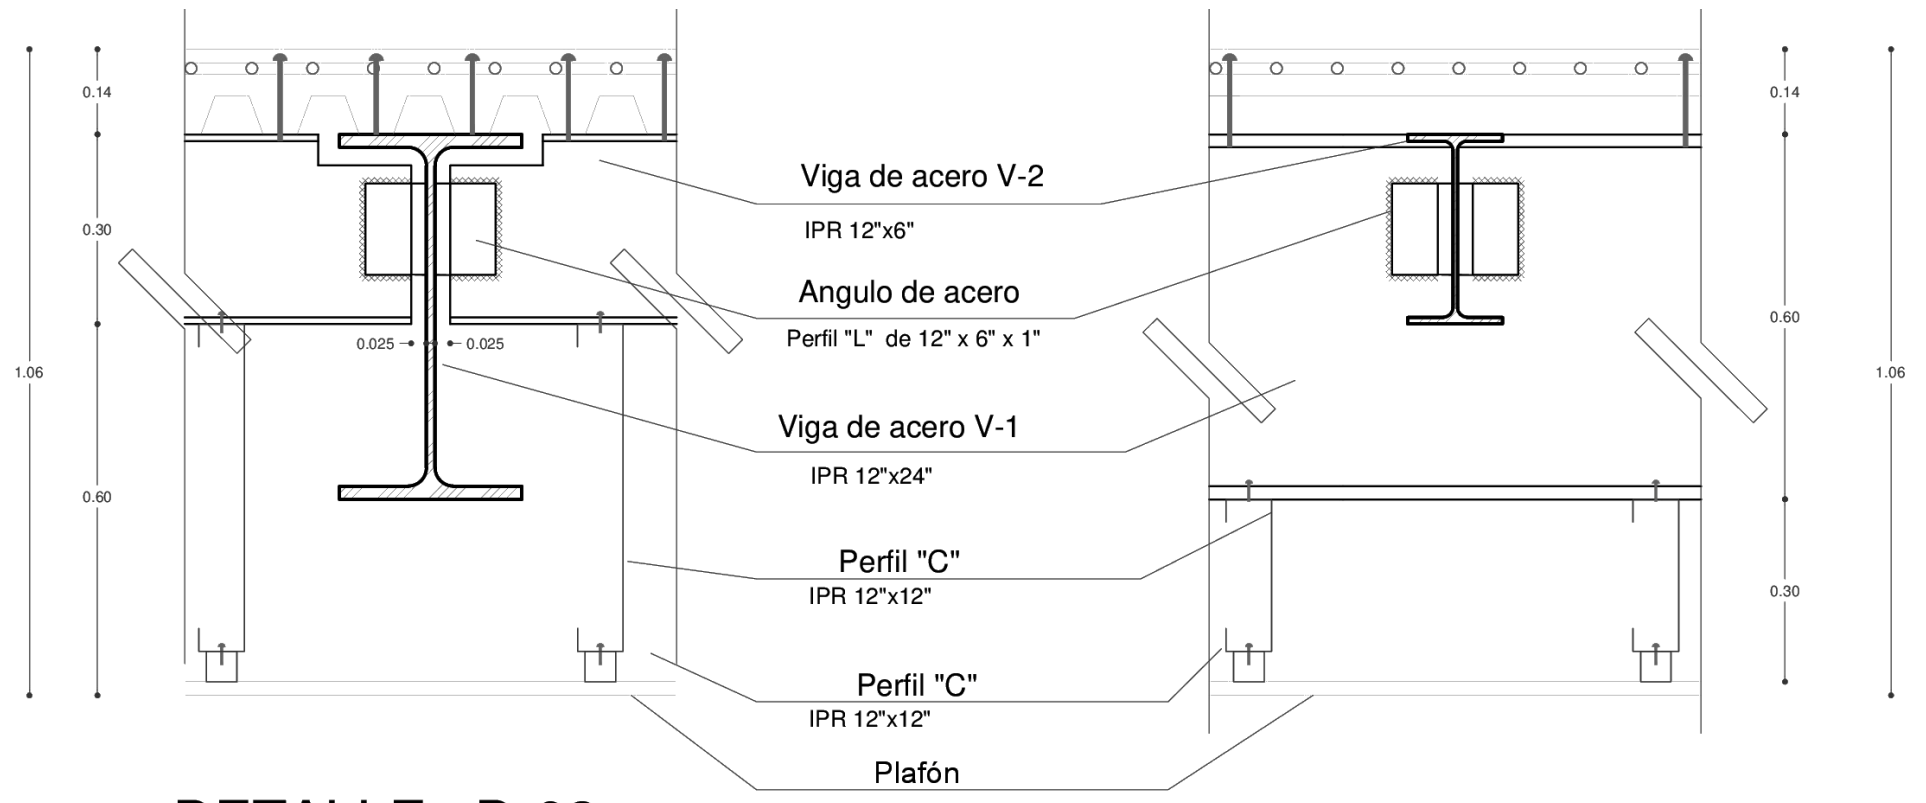 0.14
0.14
Viga de acero V-2
IPR 12"x6"
0.30
Angulo de acero
0.60
Perfil "L" de 12" x 6" x 1"
0.025
0.025
1.06
1.06
Viga de acero V-1
IPR 12"x24"
0.60
Perfil "C"
IPR 12"x12"
0.30
Perfil "C"
IPR 12"x12"
Plafón